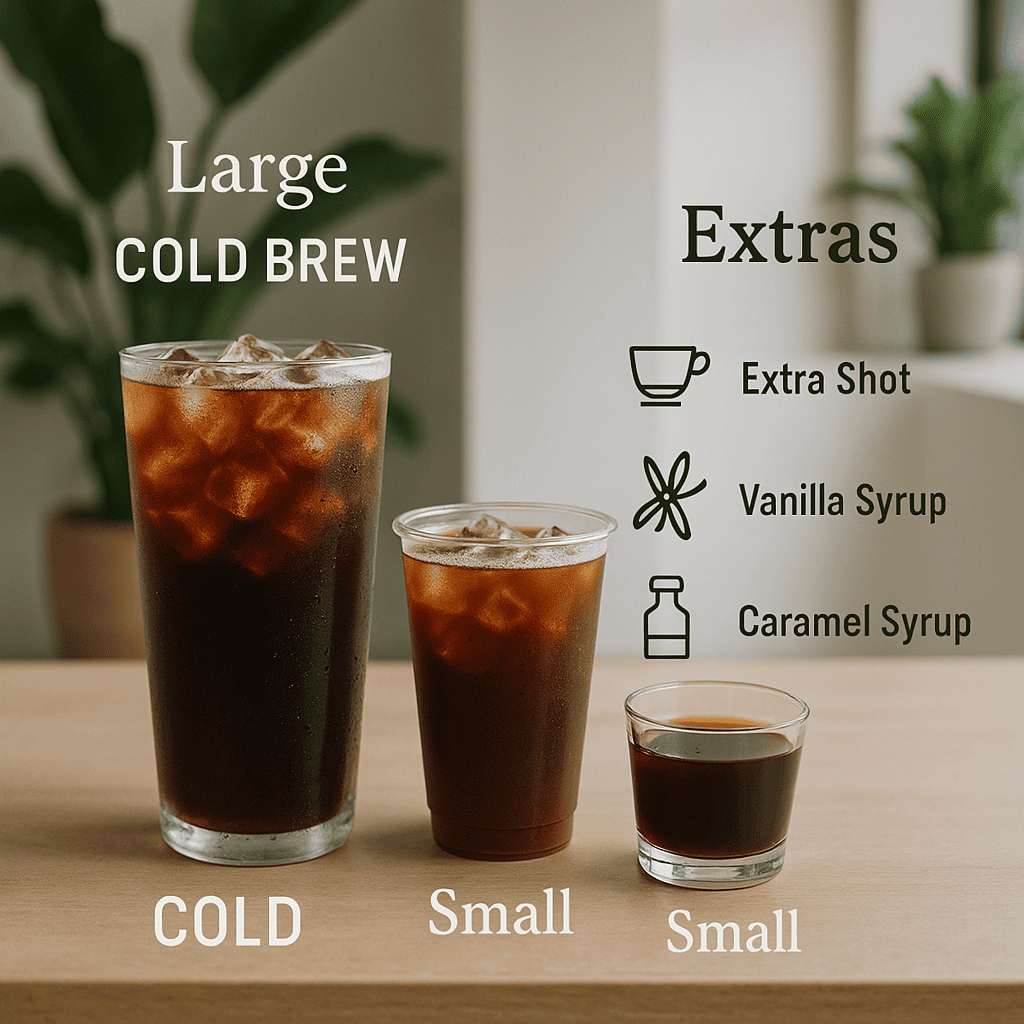 Large
COLD BREW
Extras
Extra Shot
Vanilla Syrup
Caramel Syrup
COLD
Small
Small